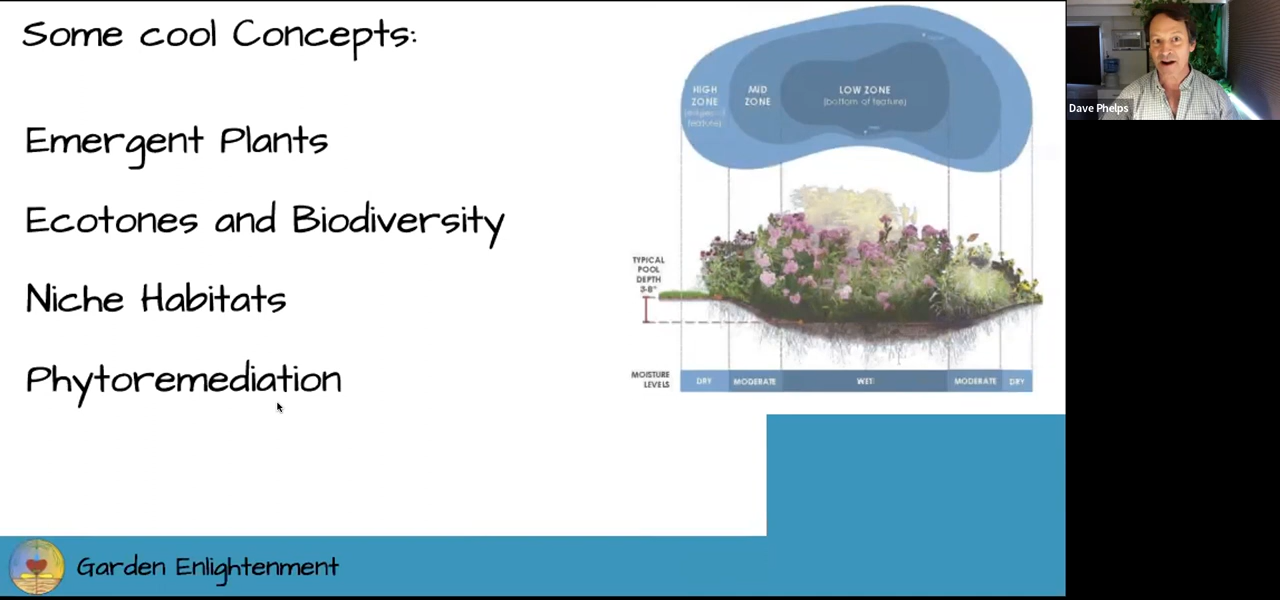 Some cool Concepts:
Emergent Plants
Ecotones and Biodiversity
Niche Habitats
Phytoremediation
HIGH
ZONE
MID
ZONE
LOW ZONE
(bottom of feature)
TYPICAL
POOL
DEPTH
3-8"
MOISTURE
LEVELS
DRY
MODERATE
WET
MODERATE
DRY
Garden Enlightenment
Dave Phelps